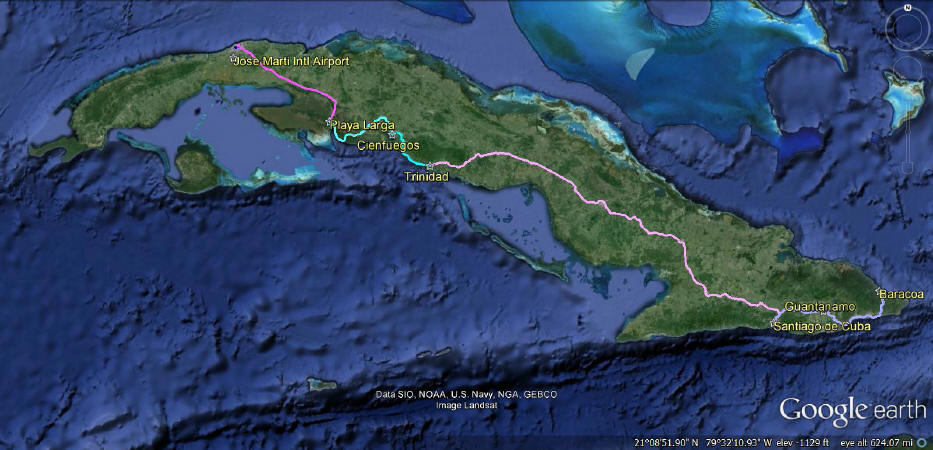 N
Jose Marti Intl Airport
Playa Larga
Cienfuegos
Trinidad
Baracoa
Guantanamo
Santiago de Cuba
Data SIO, NOAA, U.S. Navy, NGA, GEBCO
Image Landsat
Google earth
21°08'51.90" N 79°32'10.93" W elev -1129 ft eye alt 624.07 mi